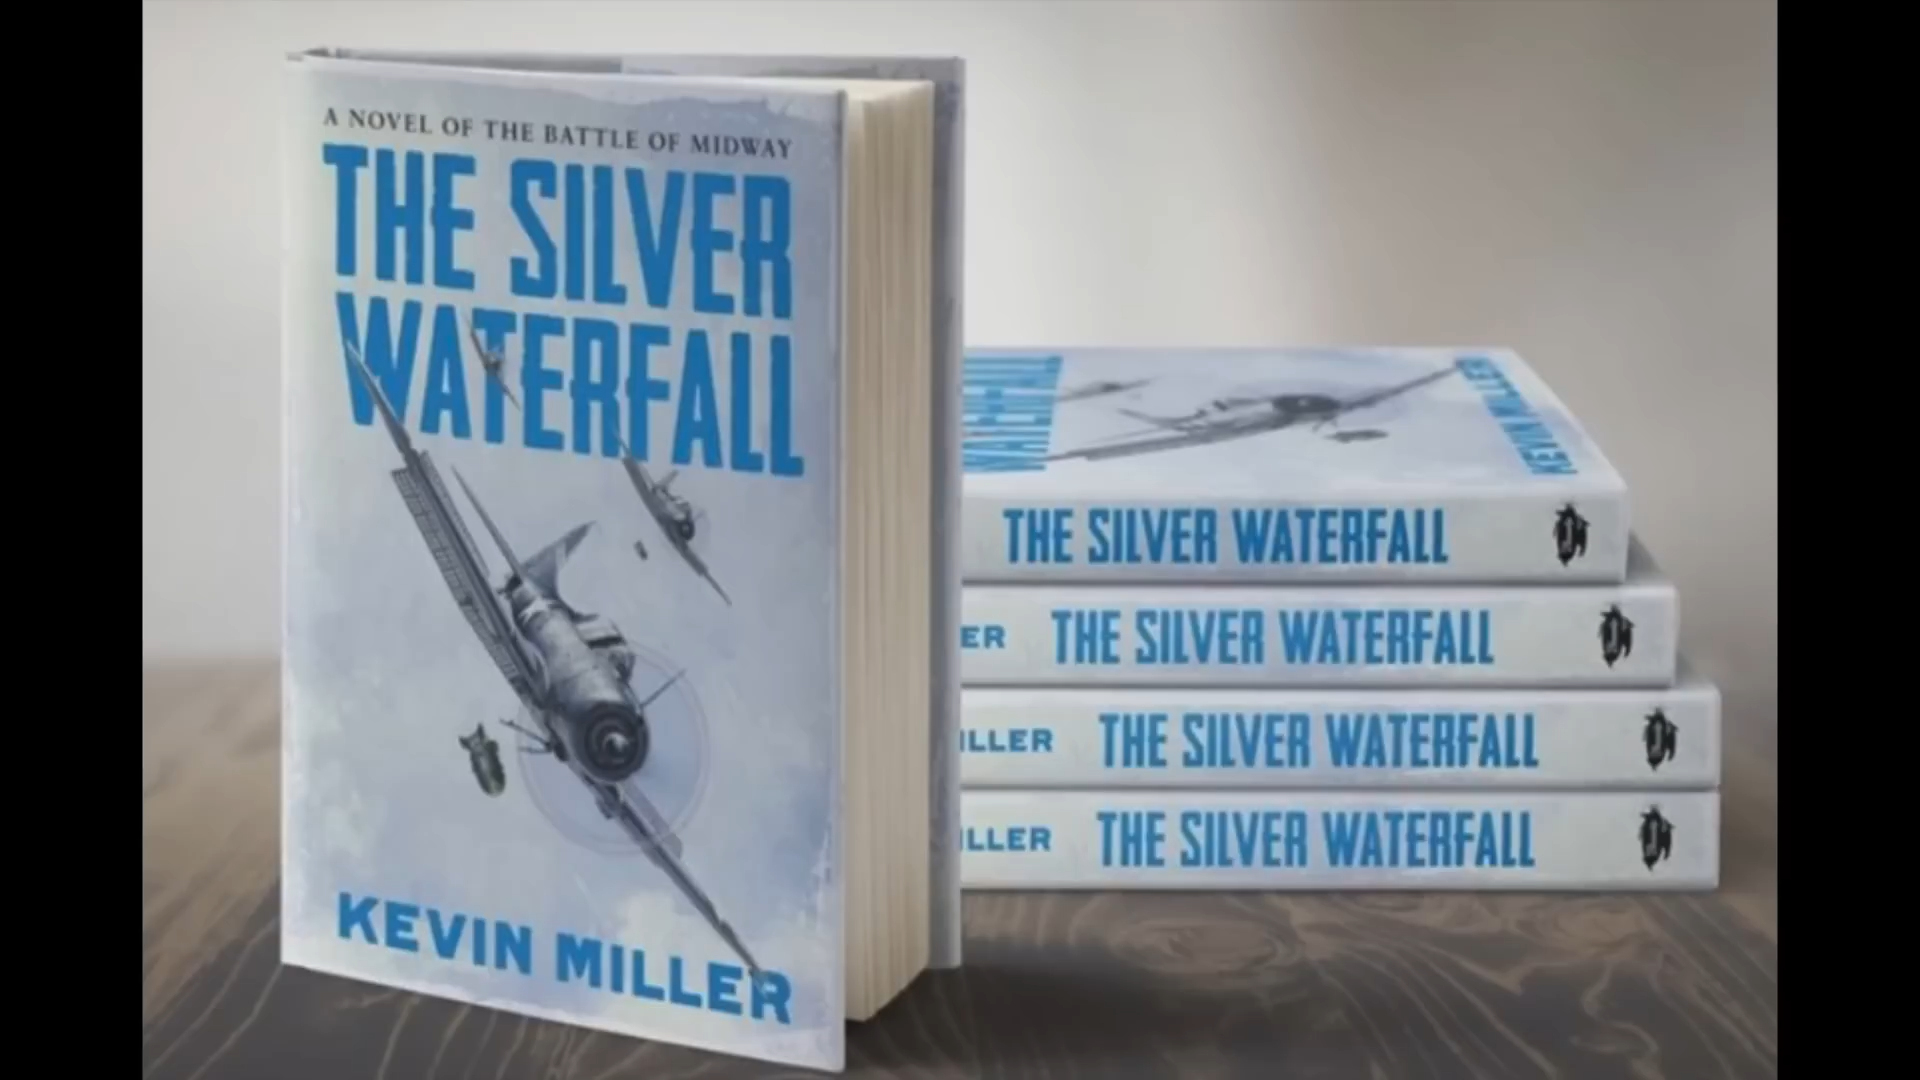 A NOVEL OF THE BATTLE OF MIDWAY
THE SILVER
WATERFALL
KEVIN MILLER
WATERFALL
KEVIN MILLER
THE SILVER WATERFALL
ER THE SILVER WATERFALL
ILLER THE SILVER WATERFALL
ILLER THE SILVER WATERFALL